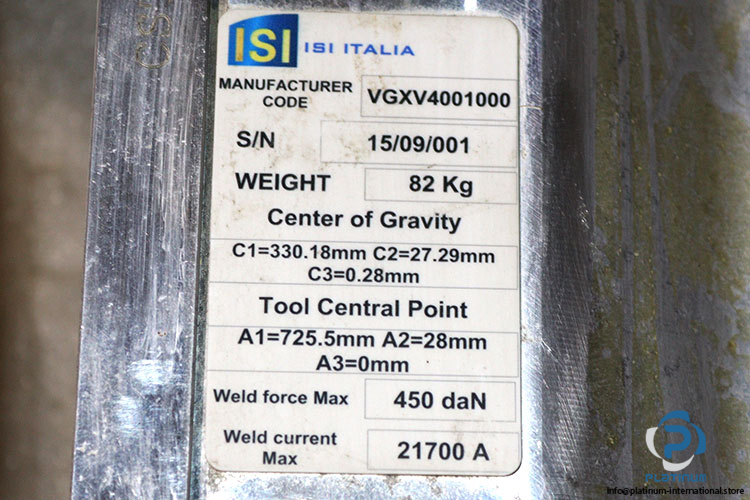 ISI ISI ITALIA
MANUFACTURER CODE VGXV4001000
S/N 15/09/001
WEIGHT 82 Kg
Center of Gravity
C1=330.18mm C2=27.29mm
C3=0.28mm
Tool Central Point
A1=725.5mm A2=28mm
A3=0mm
Weld force Max 450 daN
Weld current Max 21700 A
CS
PLATINUM
Info@platinum-international.store